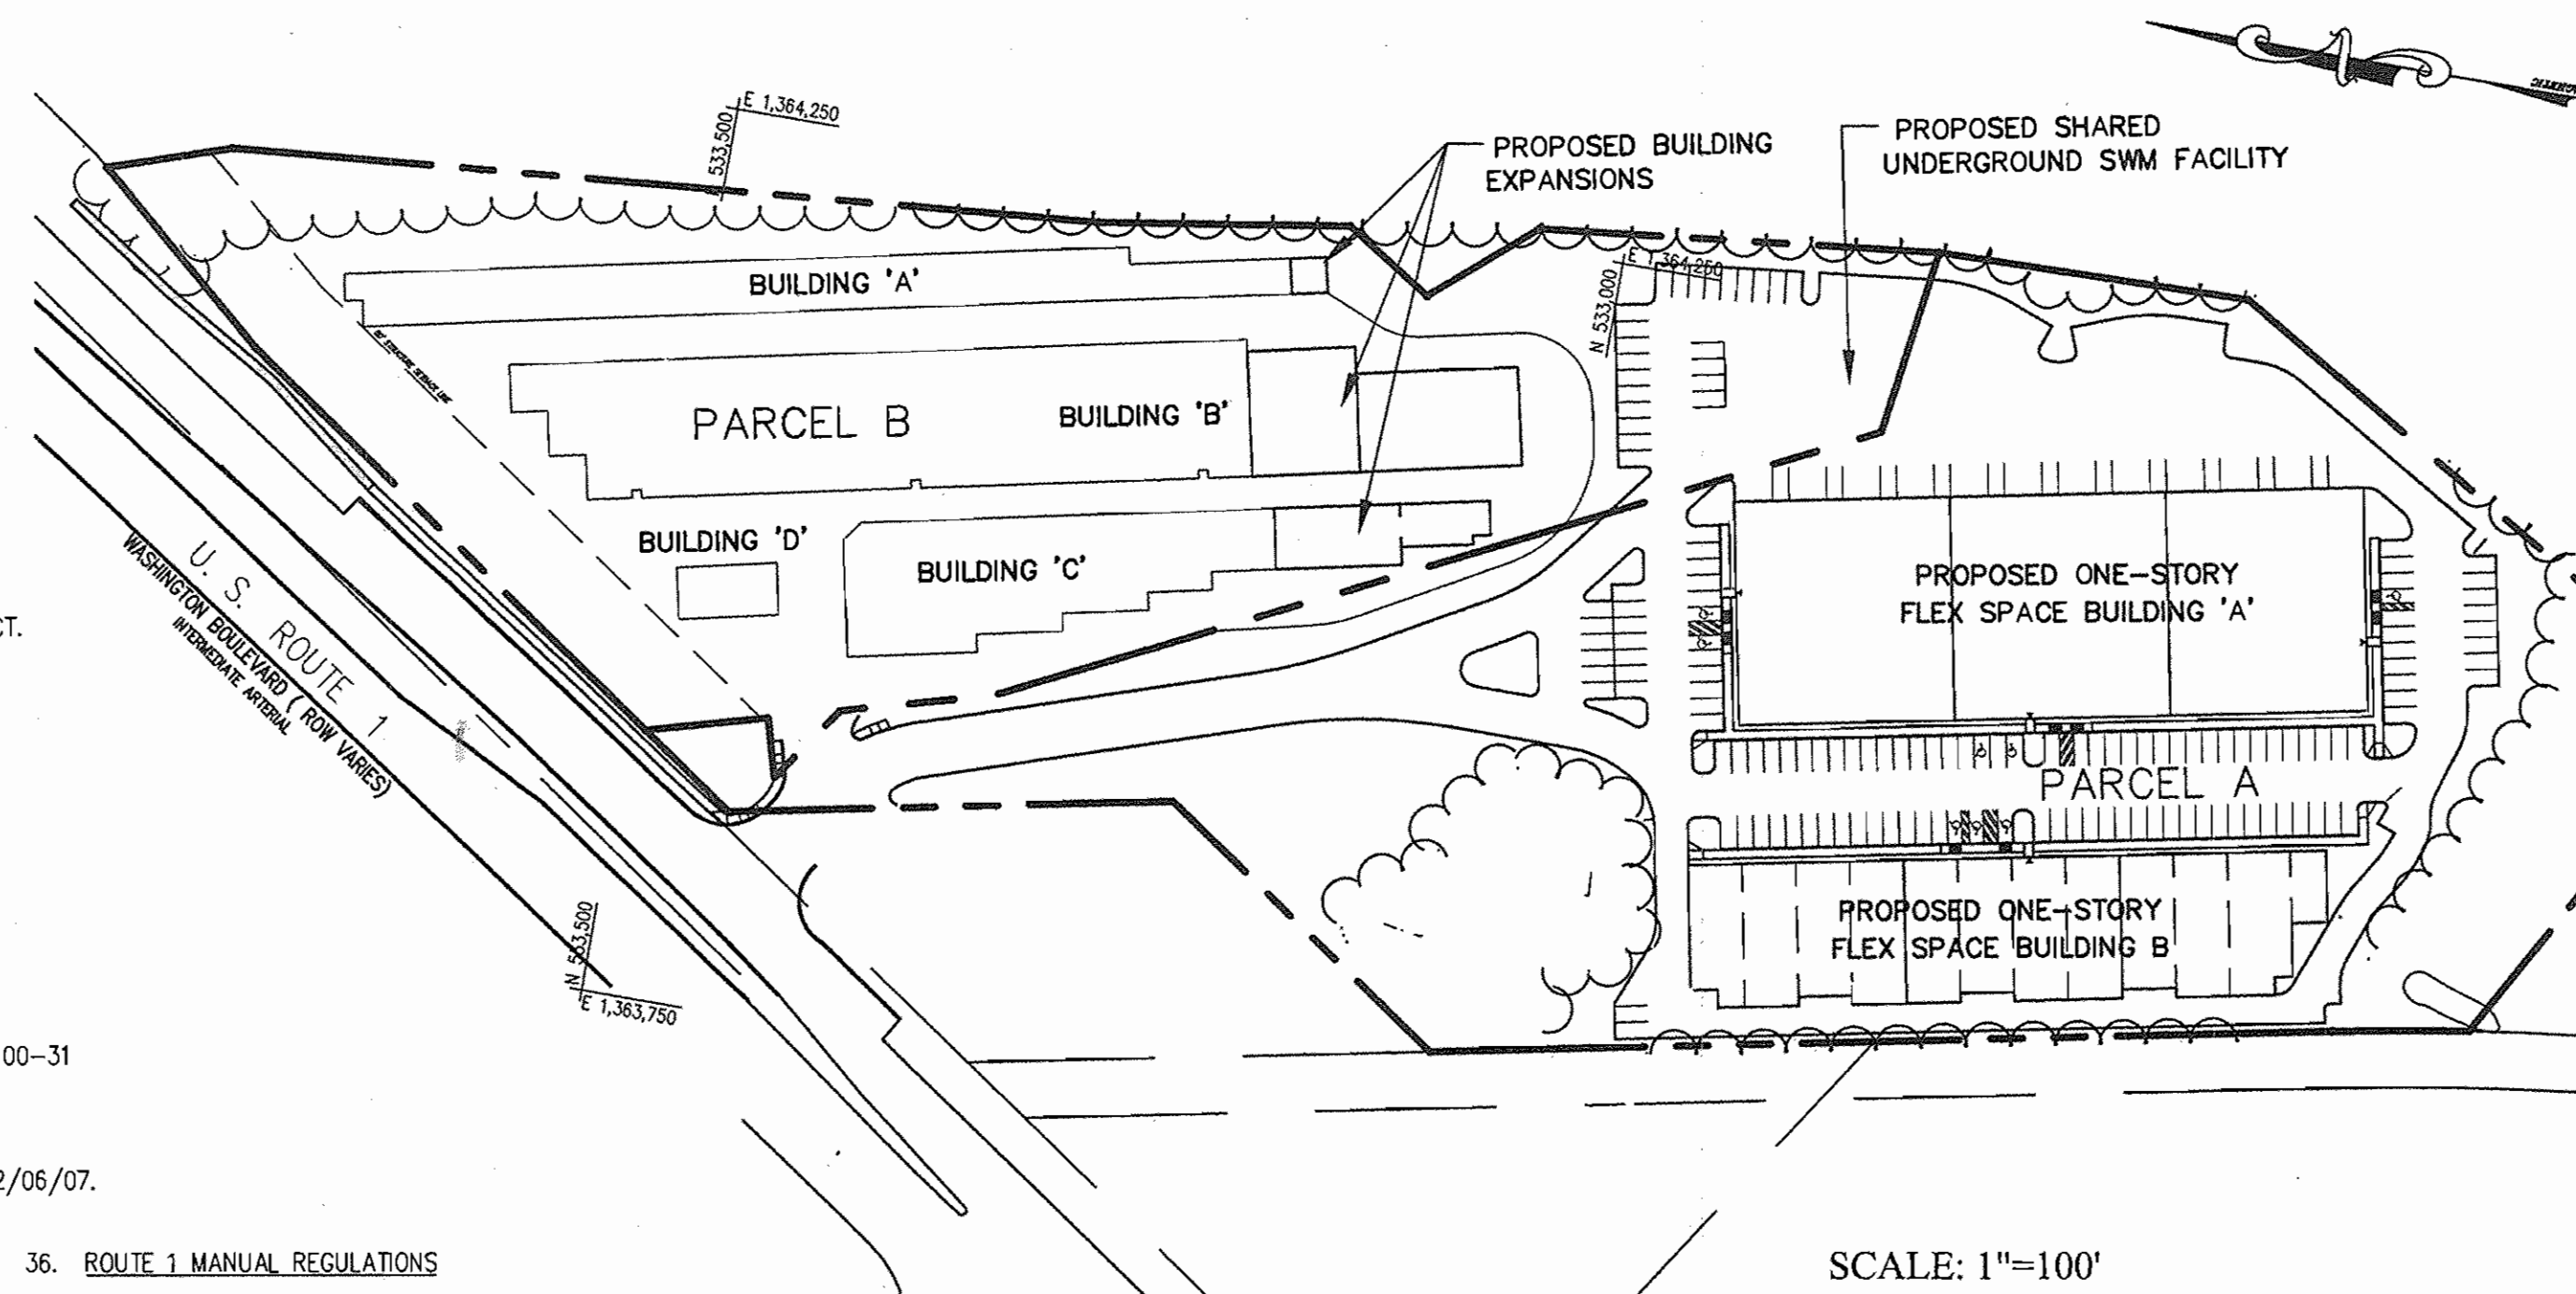 E 1,364,250
533,500
PROPOSED BUILDING
EXPANSIONS
PROPOSED SHARED
UNDERGROUND SWM FACILITY
BUILDING 'A'
E 1,364,250
N 533,000
PARCEL B
BUILDING 'B'
BUILDING 'D'
BUILDING 'C'
PROPOSED ONE-STORY
FLEX SPACE BUILDING 'A'
U. S. ROUTE 1
WASHINGTON BOULEVARD ( ROW VARIES)
INTERMEDIATE ARTERIAL
CT.
PARCEL A
PROPOSED ONE-STORY
FLEX SPACE BUILDING B
N 533,500
E 1,363,750
00-31
2/06/07.
36. ROUTE 1 MANUAL REGULATIONS
SCALE: 1"=100'